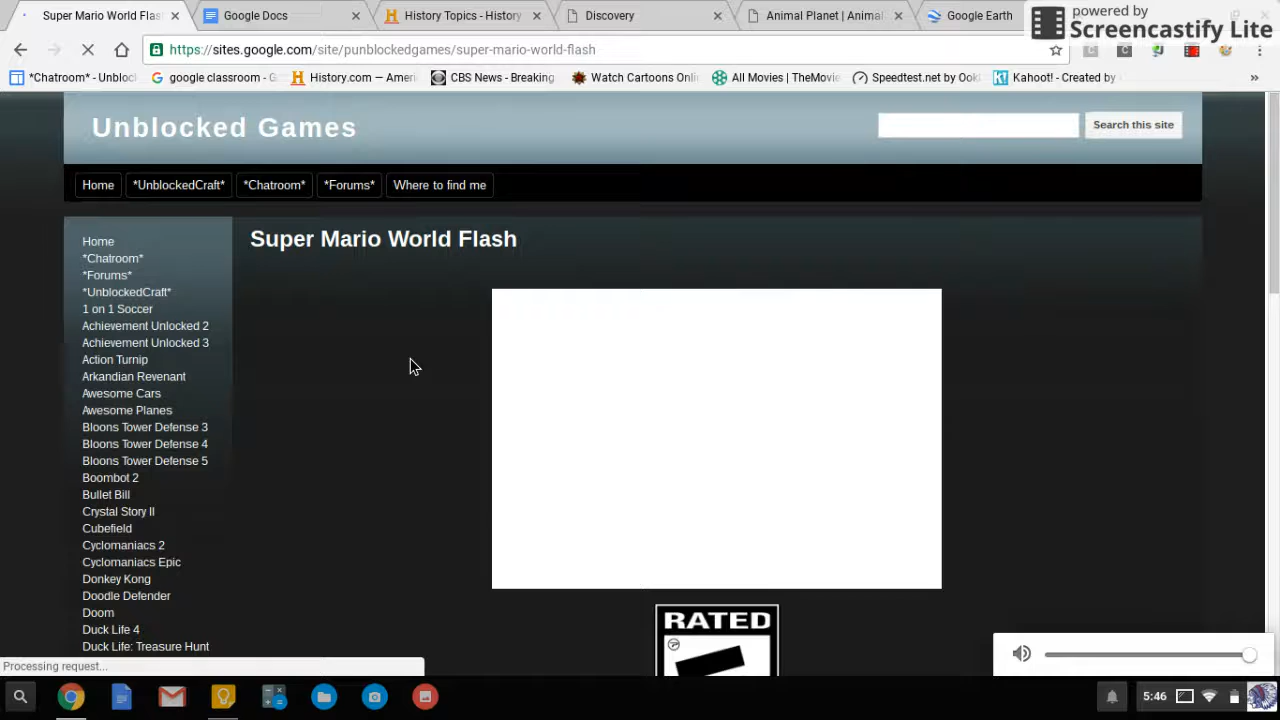 Super Mario World Flas
Google Docs
History Topics - History
Discovery
Animal Planet | Animal
Google Earth
powered by
Screencastify Lite
https://sites.google.com/site/punblockedgames/super-mario-world-flash
*Chatroom* - Unbloc
google classroom - G
History.com — Ameri
CBS News - Breaking
Watch Cartoons Onli
All Movies | TheMovie
Speedtest.net by Ook
Kahoot! - Created by
»
Unblocked Games
Search this site
Home
*UnblockedCraft*
*Chatroom*
*Forums*
Where to find me
Home
*Chatroom*
*Forums*
*UnblockedCraft*
1 on 1 Soccer
Achievement Unlocked 2
Achievement Unlocked 3
Action Turnip
Arkandian Revenant
Awesome Cars
Awesome Planes
Bloons Tower Defense 3
Bloons Tower Defense 4
Bloons Tower Defense 5
Boombot 2
Bullet Bill
Crystal Story II
Cubefield
Cyclomaniacs 2
Cyclomaniacs Epic
Donkey Kong
Doodle Defender
Doom
Duck Life 4
Duck Life: Treasure Hunt
Super Mario World Flash
RATED
Processing request...
5:46